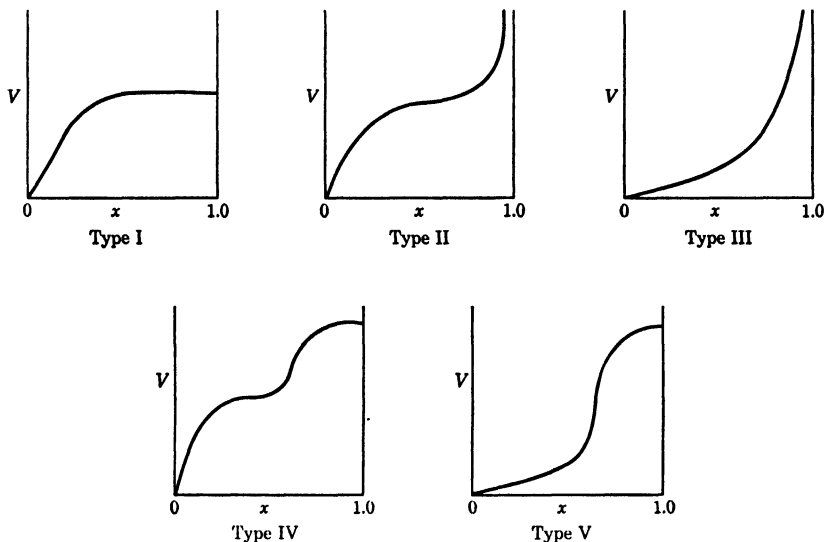 V V V
0 x 1.0 0 x 1.0 0 x 1.0
Type I Type II Type III
V V
0 x 1.0 0 x 1.0
Type IV Type V